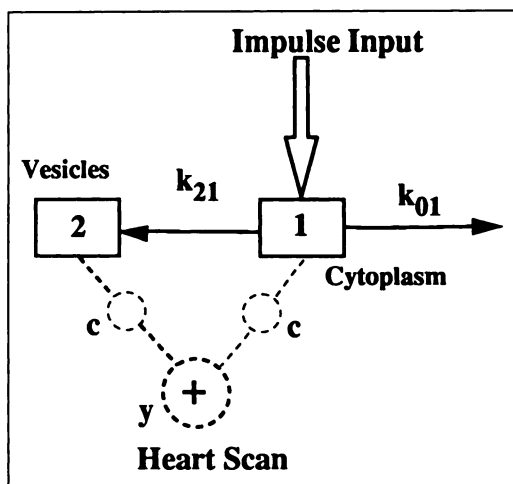 Impulse Input
Vesicles
k21
k01
2
1
Cytoplasm
c
c
+
y
Heart Scan